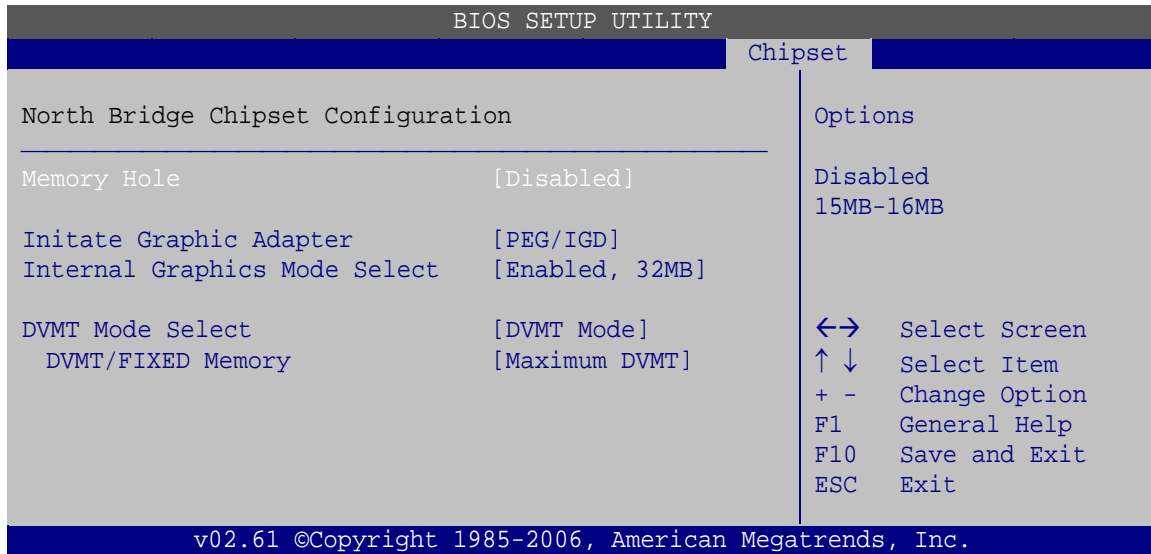 BIOS SETUP UTILITY
Chipset
North Bridge Chipset Configuration
Memory Hole [Disabled]
Initate Graphic Adapter [PEG/IGD]
Internal Graphics Mode Select [Enabled, 32MB]
DVMT Mode Select [DVMT Mode]
DVMT/FIXED Memory [Maximum DVMT]
Options
Disabled
15MB-16MB
←→ Select Screen
↑ ↓ Select Item
+ - Change Option
F1 General Help
F10 Save and Exit
ESC Exit
v02.61 ©Copyright 1985-2006, American Megatrends, Inc.